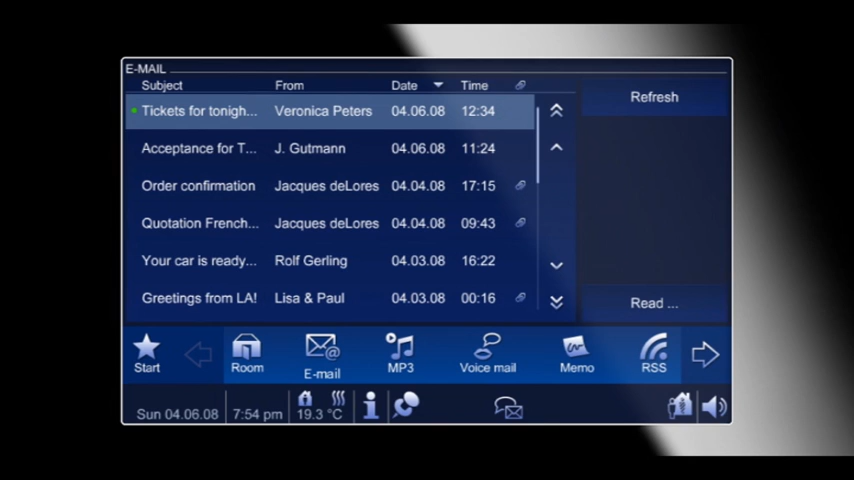 E-MAIL
Subject From Date Time
Tickets for tonigh... Veronica Peters 04.06.08 12:34
Acceptance for T... J. Gutmann 04.06.08 11:24
Order confirmation Jacques deLores 04.04.08 17:15
Quotation French... Jacques deLores 04.04.08 09:43
Your car is ready... Rolf Gerling 04.03.08 16:22
Greetings from LA! Lisa & Paul 04.03.08 00:16
Refresh
Read ...
Start Room E-mail MP3 Voice mail Memo RSS
Sun 04.06.08 7:54 pm 19.3 °C